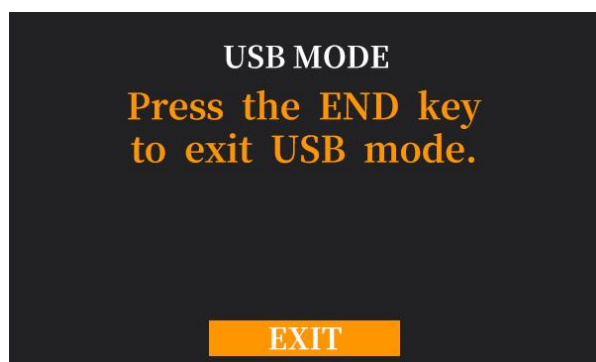 USB MODE
Press the END key
to exit USB mode.
EXIT